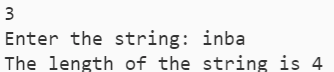 3
Enter the string: inba
The length of the string is 4